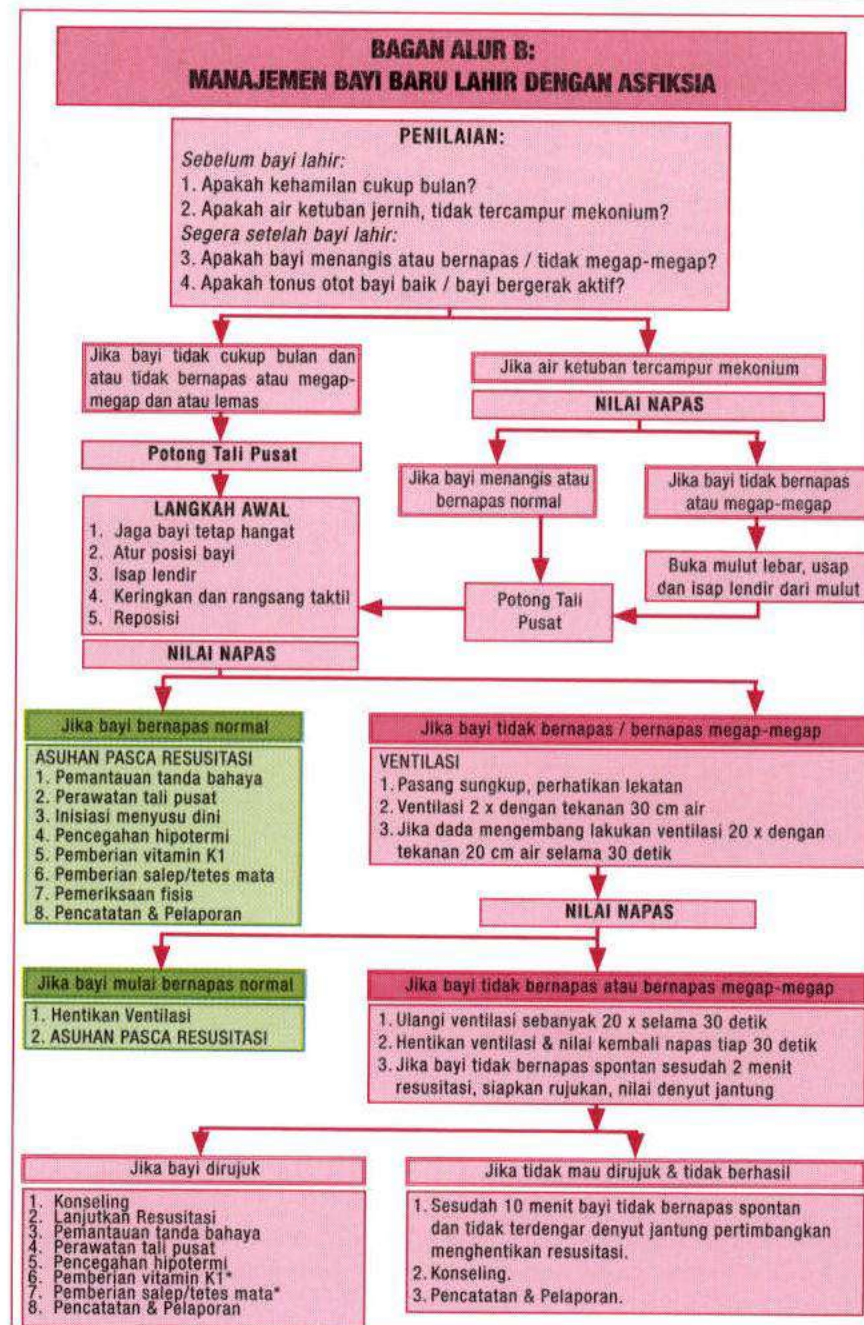 BAGAN ALUR B:
MANAJEMEN BAYI BARU LAHIR DENGAN ASFIKSIA
PENILAIAN:
Sebelum bayi lahir:
1. Apakah kehamilan cukup bulan?
2. Apakah air ketuban jernih, tidak tercampur mekonium?
Segera setelah bayi lahir:
3. Apakah bayi menangis atau bernapas / tidak megap-megap?
4. Apakah tonus otot bayi baik / bayi bergerak aktif?
Jika bayi tidak cukup bulan dan
atau tidak bernapas atau megap-
megap dan atau lemas
Potong Tali Pusat
LANGKAH AWAL
1. Jaga bayi tetap hangat
2. Atur posisi bayi
3. Isap lendir
4. Keringkan dan rangsang taktil
5. Reposisi
NILAI NAPAS
Jika air ketuban tercampur mekonium
NILAI NAPAS
Jika bayi menangis atau
bernapas normal
Jika bayi tidak bernapas
atau megap-megap
Buka mulut lebar, usap
dan isap lendir dari mulut
Potong Tali
Pusat
Jika bayi bernapas normal
ASUHAN PASCA RESUSITASI
1. Pemantauan tanda bahaya
2. Perawatan tali pusat
3. Inisiasi menyusu dini
4. Pencegahan hipotermi
5. Pemberian vitamin K1
6. Pemberian salep/tetes mata
7. Pemeriksaan fisis
8. Pencatatan & Pelaporan
Jika bayi tidak bernapas / bernapas megap-megap
VENTILASI
1. Pasang sungkup, perhatikan lekatan
2. Ventilasi 2 x dengan tekanan 30 cm air
3. Jika dada mengembang lakukan ventilasi 20 x dengan
tekanan 20 cm air selama 30 detik
NILAI NAPAS
Jika bayi mulai bernapas normal
1. Hentikan Ventilasi
2. ASUHAN PASCA RESUSITASI
Jika bayi tidak bernapas atau bernapas megap-megap
1. Ulangi ventilasi sebanyak 20 x selama 30 detik
2. Hentikan ventilasi & nilai kembali napas tiap 30 detik
3. Jika bayi tidak bernapas spontan sesudah 2 menit
resusitasi, siapkan rujukan, nilai denyut jantung
Jika bayi dirujuk
1. Konseling
2. Lanjutkan Resusitasi
3. Pemantauan tanda bahaya
4. Perawatan tali pusat
5. Pencegahan hipotermi
6. Pemberian vitamin K1*
7. Pemberian salep/tetes mata*
8. Pencatatan & Pelaporan
Jika tidak mau dirujuk & tidak berhasil
1. Sesudah 10 menit bayi tidak bernapas spontan
dan tidak terdengar denyut jantung pertimbangkan
menghentikan resusitasi.
2. Konseling.
3. Pencatatan & Pelaporan.